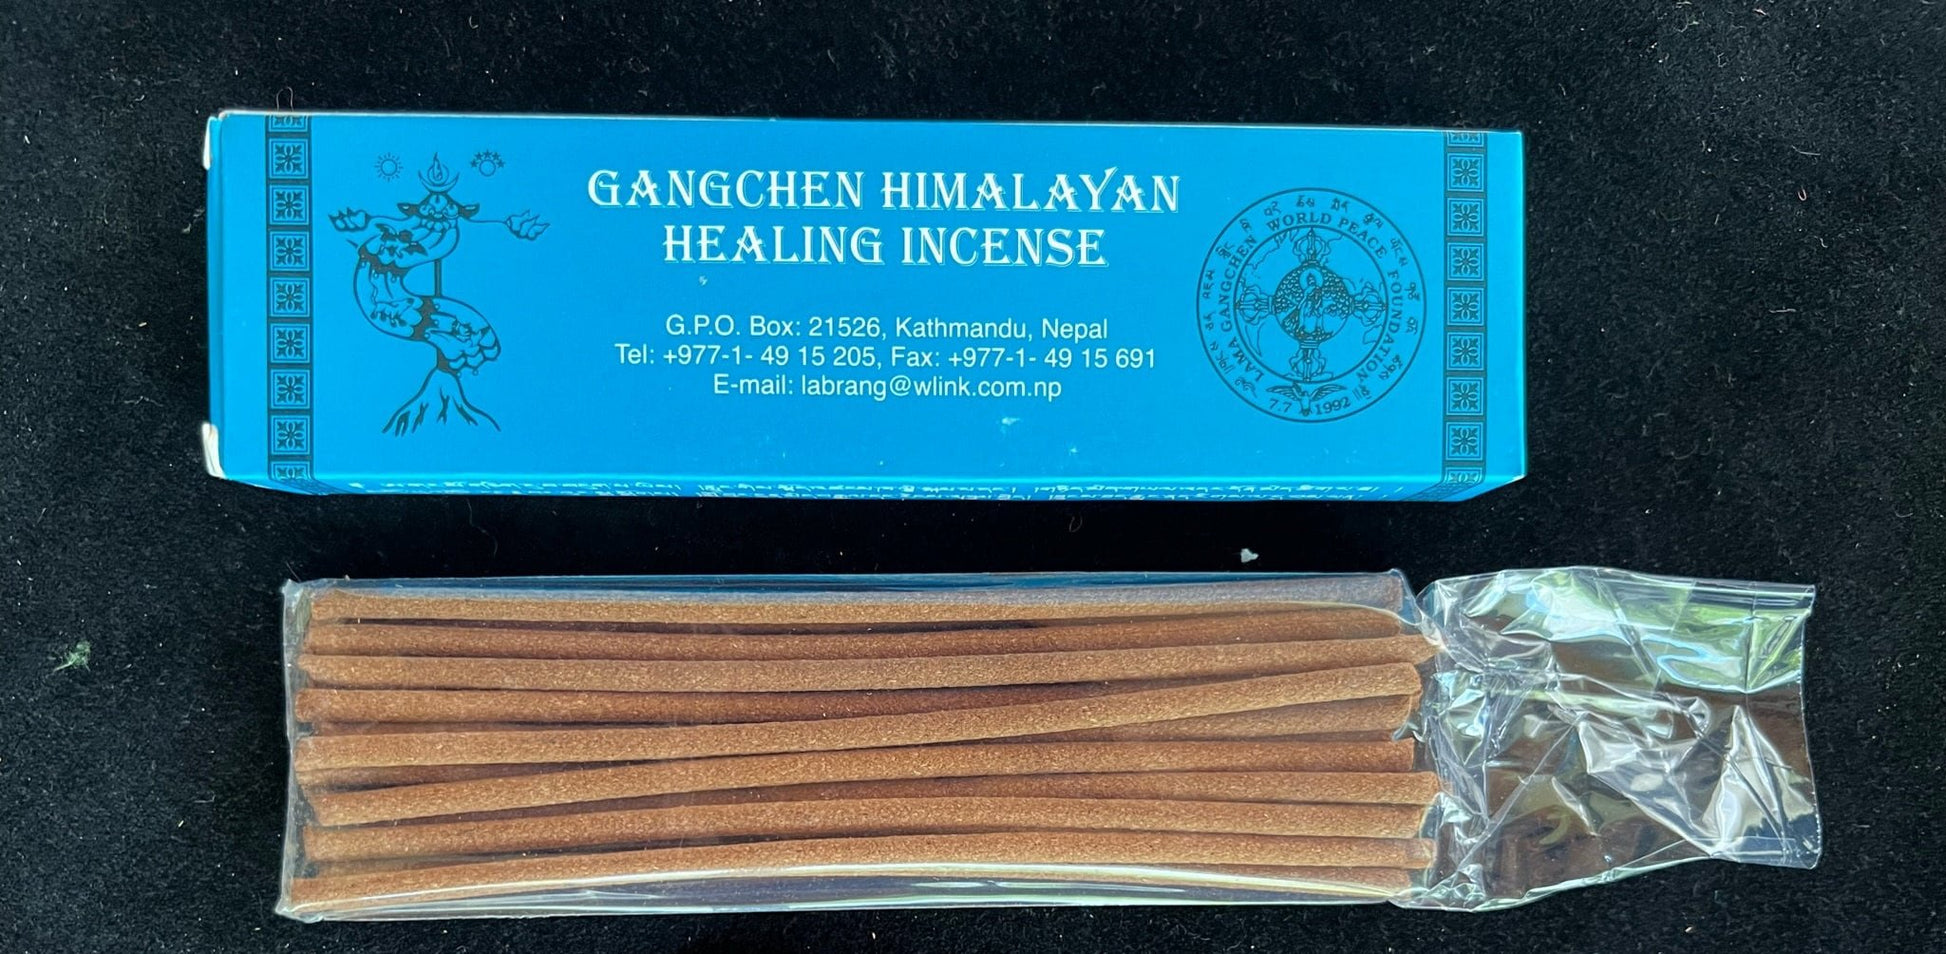 GANGCHEN HIMALAYAN
HEALING INCENSE
G.P.O. Box: 21526, Kathmandu, Nepal
Tel: +977-1- 49 15 205, Fax: +977-1- 49 15 691
E-mail: labrang@wlink.com.np
LAMA GANGCHEN WORLD PEACE FOUNDATION
7.7 1992